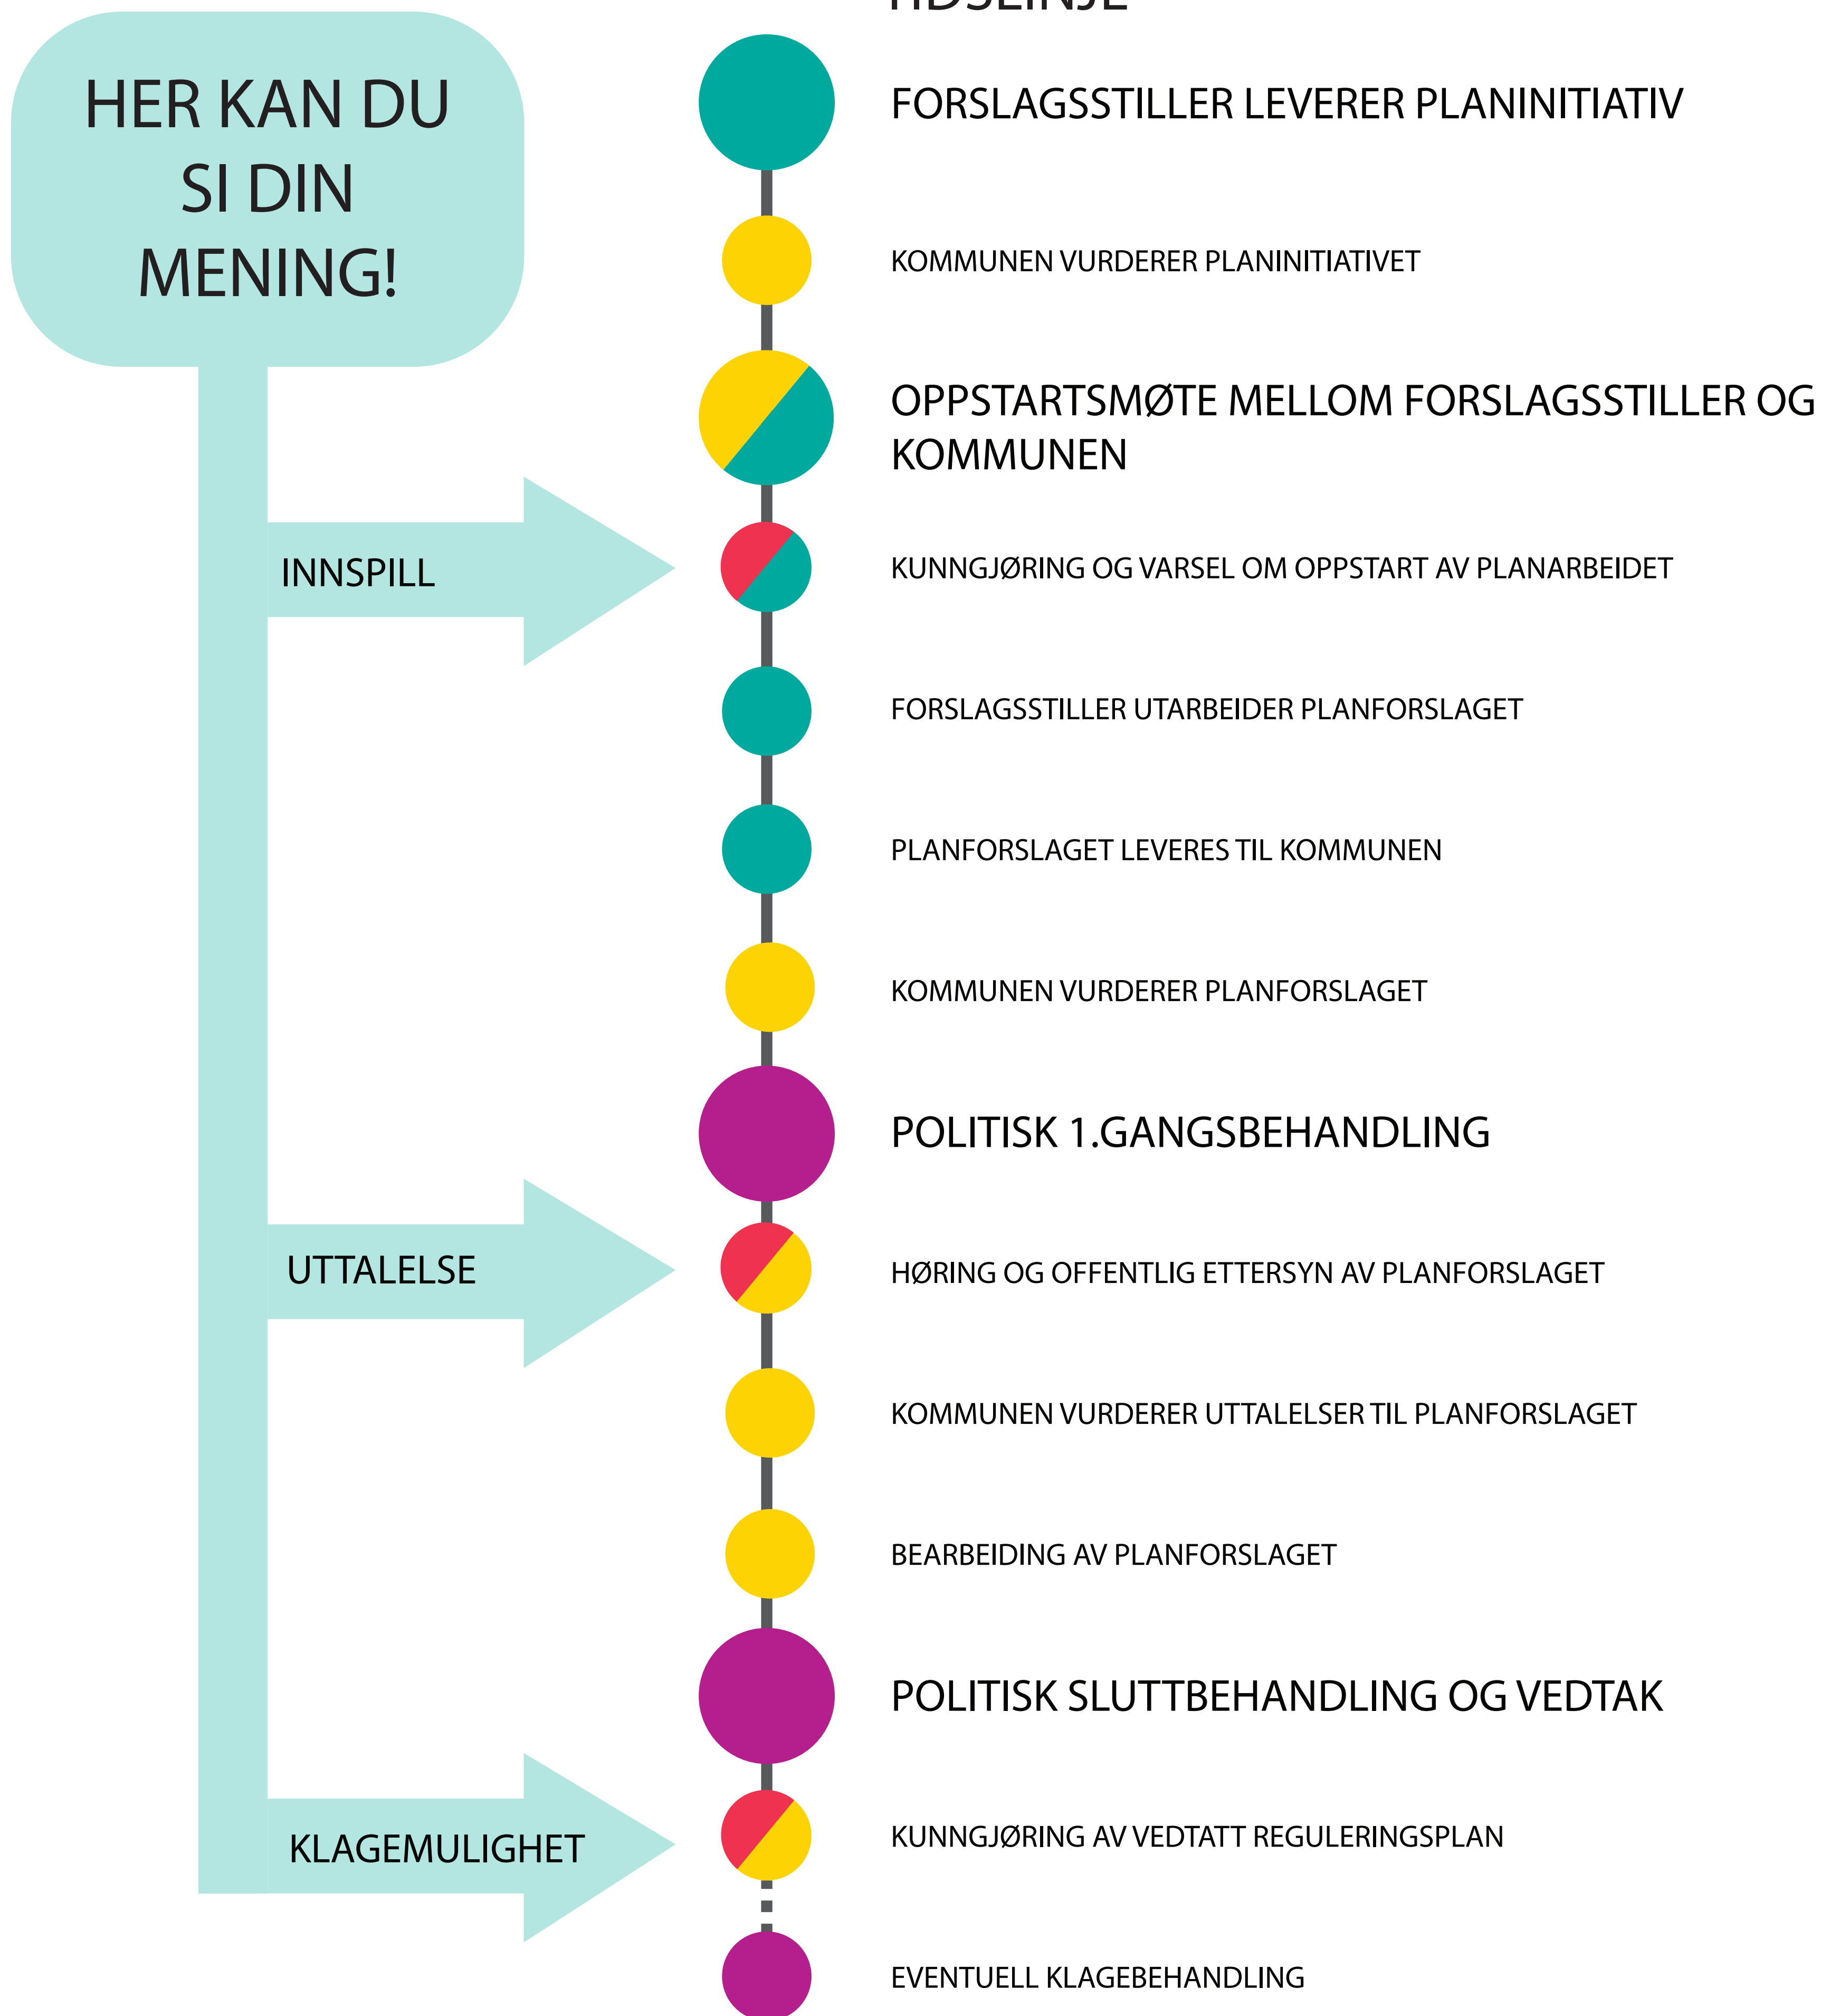 TIDSLINJE
HER KAN DU
SI DIN
MENING!
FORSLAGSSTILLER LEVERER PLANINITIATIV
KOMMUNEN VURDERER PLANINITIATIVET
OPPSTARTSMØTE MELLOM FORSLAGSSTILLER OG
KOMMUNEN
INNSPILL
KUNNGJØRING OG VARSEL OM OPPSTART AV PLANARBEIDET
FORSLAGSSTILLER UTARBEIDER PLANFORSLAGET
PLANFORSLAGET LEVERES TIL KOMMUNEN
KOMMUNEN VURDERER PLANFORSLAGET
POLITISK 1.GANGSBEHANDLING
UTTALELSE
HØRING OG OFFENTLIG ETTERSYN AV PLANFORSLAGET
KOMMUNEN VURDERER UTTALELSER TIL PLANFORSLAGET
BEARBEIDING AV PLANFORSLAGET
POLITISK SLUTTBEHANDLING OG VEDTAK
KLAGEMULIGHET
KUNNGJØRING AV VEDTATT REGULERINGSPLAN
EVENTUELL KLAGEBEHANDLING